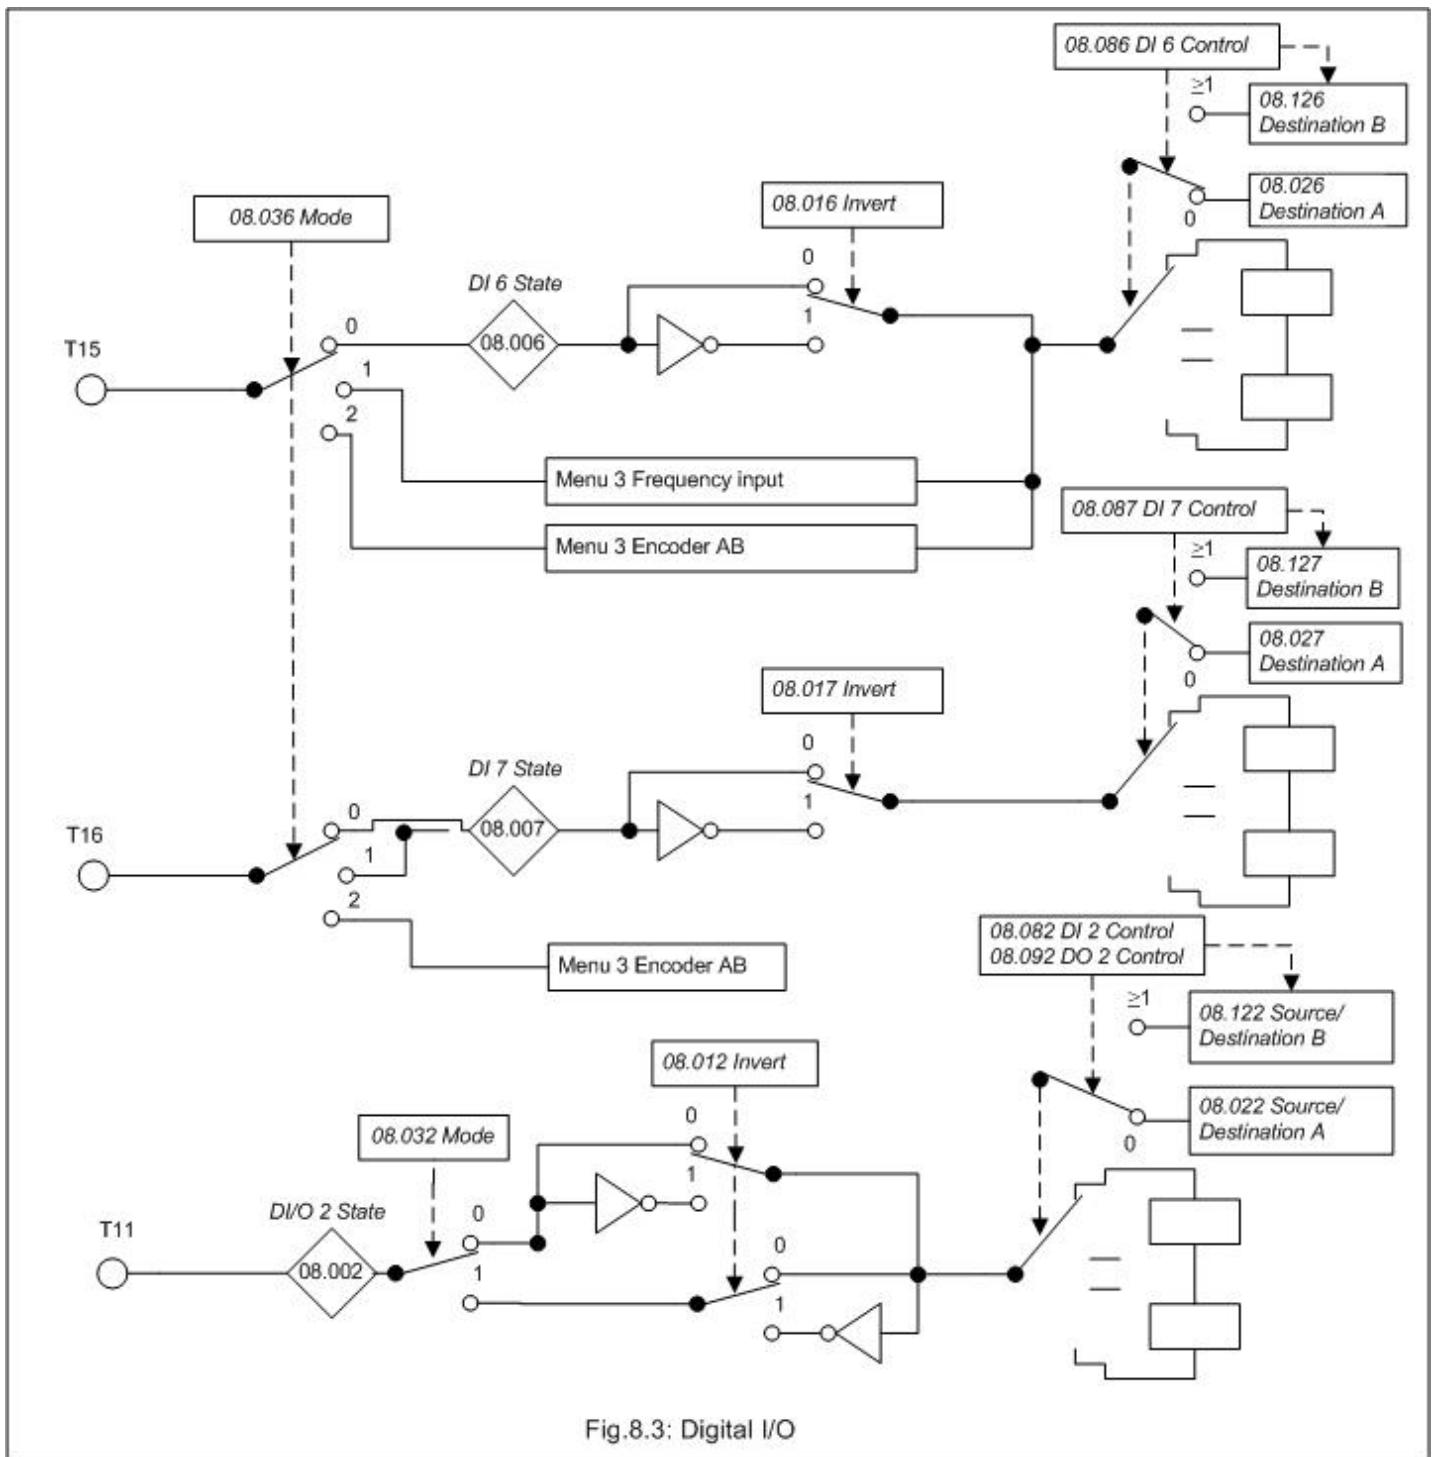 08.086 DI 6 Control
≥1
08.126
Destination B
08.026
Destination A
0
08.036 Mode
08.016 Invert
0
1
DI 6 State
08.006
T15
0
1
2
Menu 3 Frequency input
Menu 3 Encoder AB
08.087 DI 7 Control
≥1
08.127
Destination B
08.027
Destination A
0
08.017 Invert
0
1
DI 7 State
08.007
T16
0
1
2
Menu 3 Encoder AB
08.082 DI 2 Control
08.092 DO 2 Control
≥1
08.122 Source/
Destination B
08.022 Source/
Destination A
0
08.012 Invert
0
1
08.032 Mode
DI/O 2 State
08.002
T11
0
1
0
1
Fig.8.3: Digital I/O